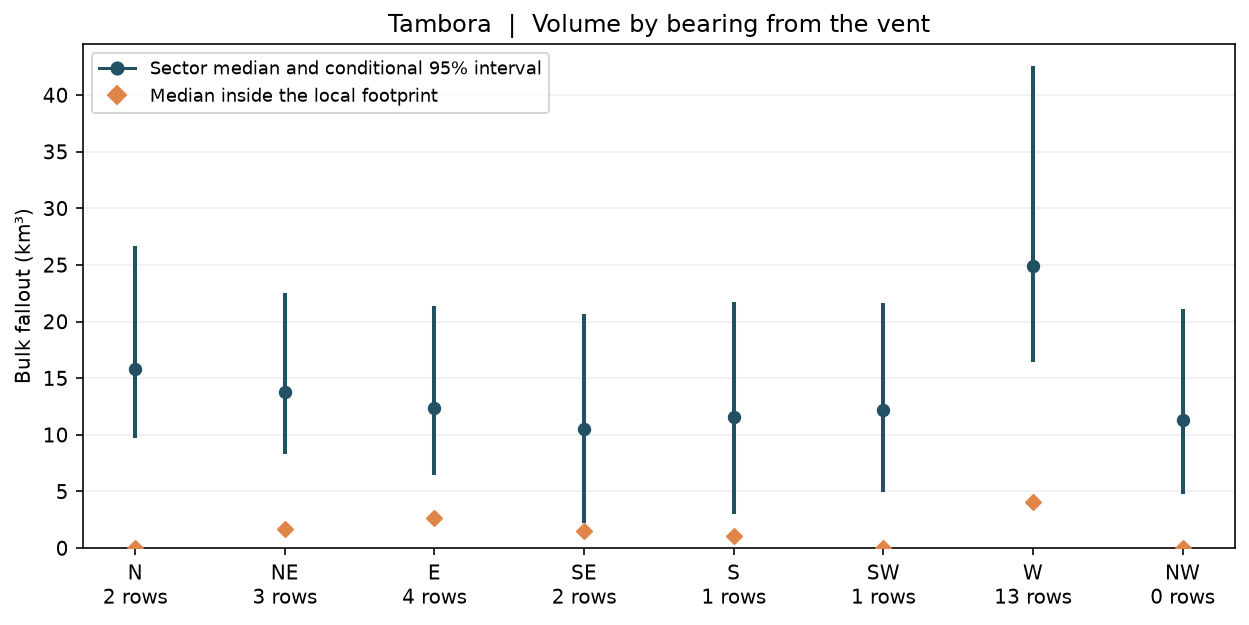 Tambora | Volume by bearing from the vent
Sector median and conditional 95% interval
Median inside the local footprint
Bulk fallout (km³)
40
35
30
25
20
15
10
5
0
N
NE
E
SE
S
SW
W
NW
2 rows
3 rows
4 rows
2 rows
1 rows
1 rows
13 rows
0 rows